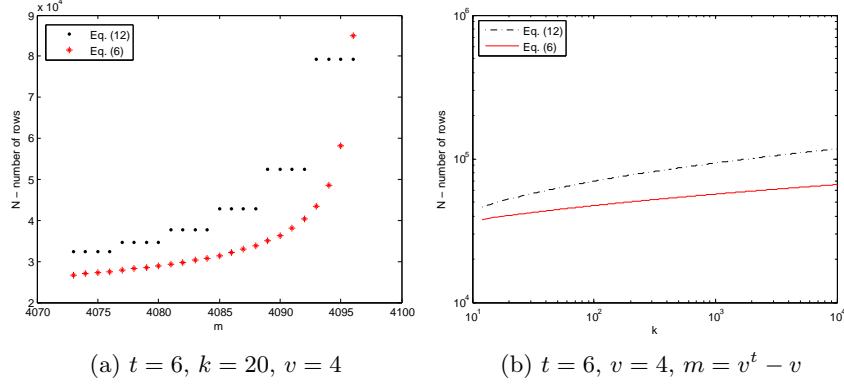 x 10^4
9
8
7
6
5
4
3
2
N − number of rows
4070 4075 4080 4085 4090 4095 4100
m
Eq. (12)
Eq. (6)
(a) t = 6, k = 20, v = 4
10^6
10^5
10^4
N − number of rows
10^1 10^2 10^3 10^4
k
Eq. (12)
Eq. (6)
(b) t = 6, v = 4, m = v^t − v